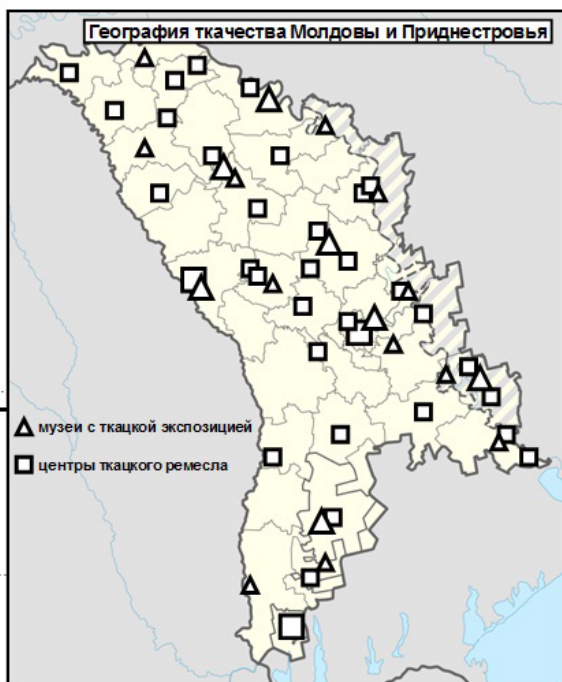 География ткачества Молдовы и Приднестровья
музеи с ткацкой экспозицией
центры ткацкого ремесла